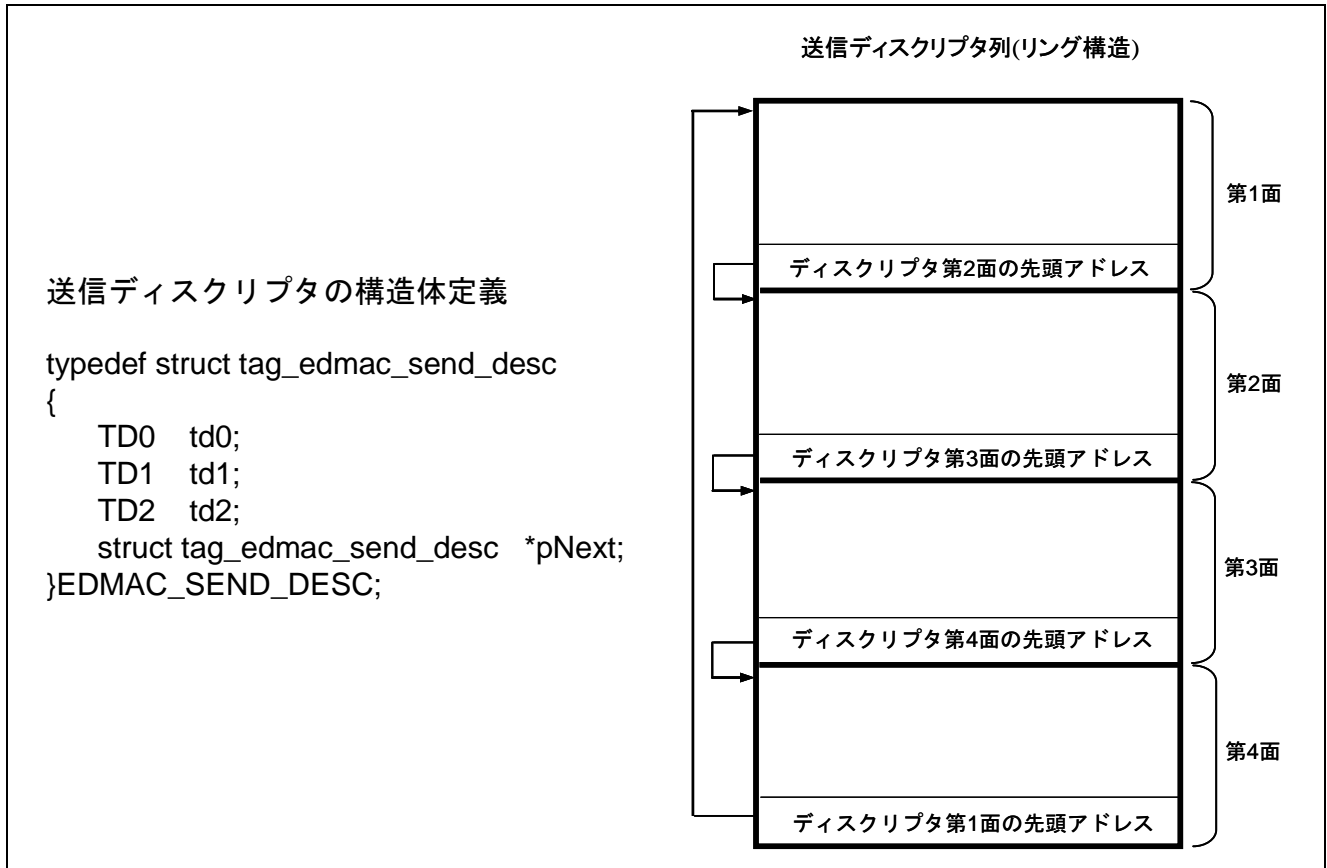 送信ディスクリプタ列(リング構造)
第1面
ディスクリプタ第2面の先頭アドレス
第2面
ディスクリプタ第3面の先頭アドレス
第3面
ディスクリプタ第4面の先頭アドレス
第4面
ディスクリプタ第1面の先頭アドレス
送信ディスクリプタの構造体定義
typedef struct tag_edmac_send_desc
{
TD0 td0;
TD1 td1;
TD2 td2;
struct tag_edmac_send_desc *pNext;
}EDMAC_SEND_DESC;